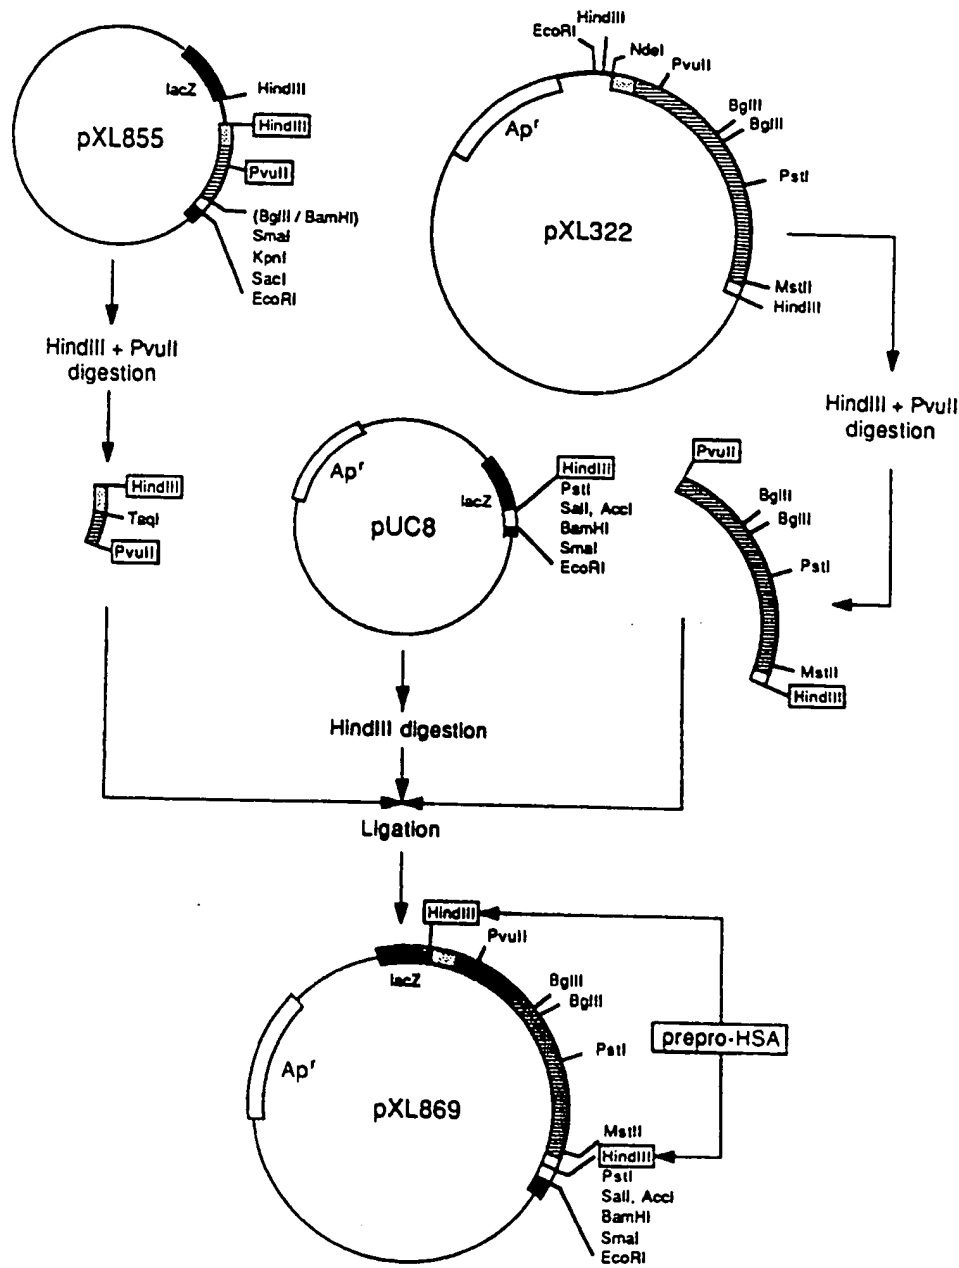 lacZ
HindIII
HindIII
pXL855
PvuII
(BglII / BamHI)
SmaI
KpnI
SacI
EcoRI
HindIII + PvuII
digestion
HindIII
TaqI
PvuII
HindIII
EcoRI
NdeI
PvuII
BglII
BglII
Apr
PstI
pXL322
MstII
HindIII
HindIII + PvuII
digestion
PvuII
BglII
BglII
PstI
MstII
HindIII
Apr
lacZ
pUC8
HindIII
PstI
SalI, AccI
BamHI
SmaI
EcoRI
HindIII digestion
Ligation
HindIII
PvuII
lacZ
BglII
BglII
PstI
prepro-HSA
Apr
pXL869
MstII
HindIII
PstI
SalI, AccI
BamHI
SmaI
EcoRI